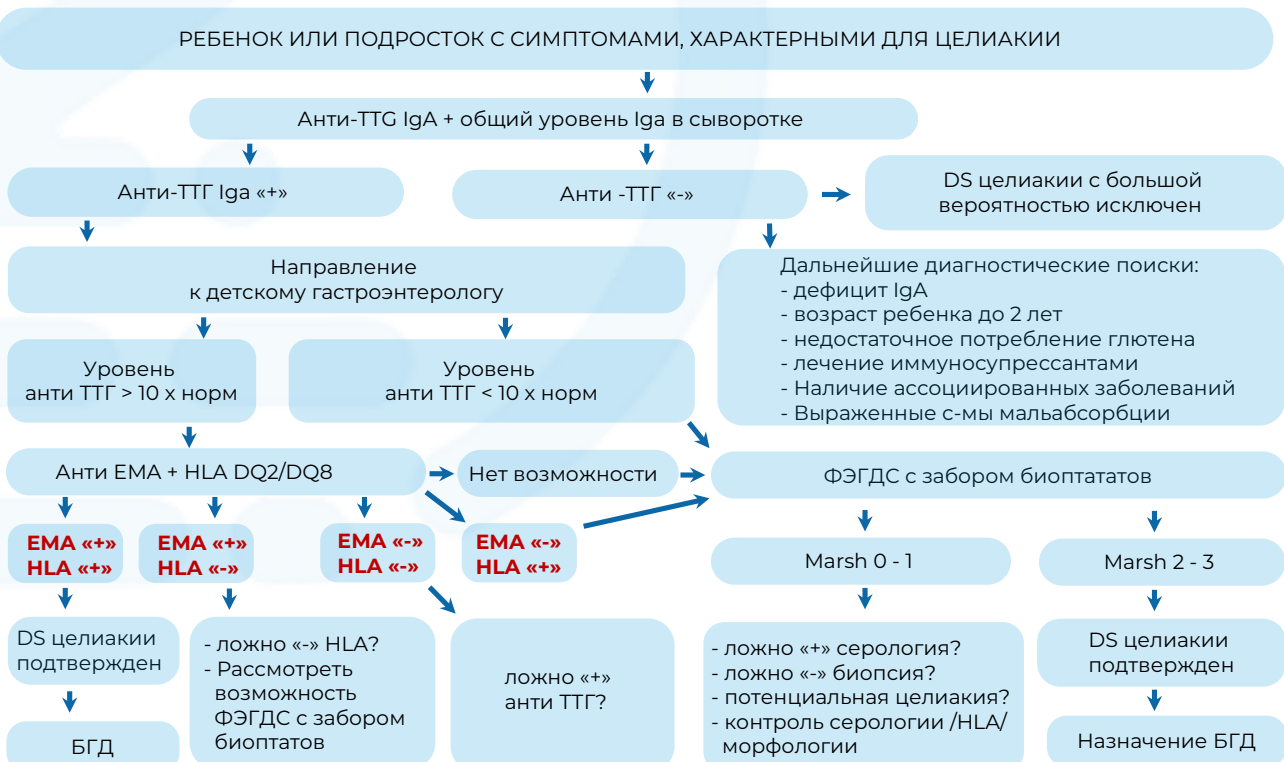 РЕБЕНОК ИЛИ ПОДРОСТОК С СИМПТОМАМИ, ХАРАКТЕРНЫМИ ДЛЯ ЦЕЛИАКИИ
Анти-TTG IgA + общий уровень Iga в сыворотке
Анти-ТТГ Iga «+»
Анти -ТТГ «-»
DS целиакии с большой
вероятностью исключен
Направление
к детскому гастроэнтерологу
Дальнейшие диагностические поиски:
- дефицит IgA
- возраст ребенка до 2 лет
- недостаточное потребление глютена
- лечение иммуносупрессантами
- Наличие ассоциированных заболеваний
- Выраженные с-мы мальабсорбции
Уровень
анти ТТГ > 10 х норм
Уровень
анти ТТГ < 10 х норм
Анти EMA + HLA DQ2/DQ8
Нет возможности
ФЭГДС с забором биоптатов
EMA «+»
HLA «+»
EMA «+»
HLA «-»
EMA «-»
HLA «-»
EMA «-»
HLA «+»
Marsh 0 - 1
Marsh 2 - 3
DS целиакии
подтвержден
- ложно «-» HLA?
- Рассмотреть
возможность
ФЭГДС с забором
биоптатов
ложно «+»
анти ТТГ?
- ложно «+» серология?
- ложно «-» биопсия?
- потенциальная целиакия?
- контроль серологии /HLA/
морфологии
DS целиакии
подтвержден
БГД
Назначение БГД